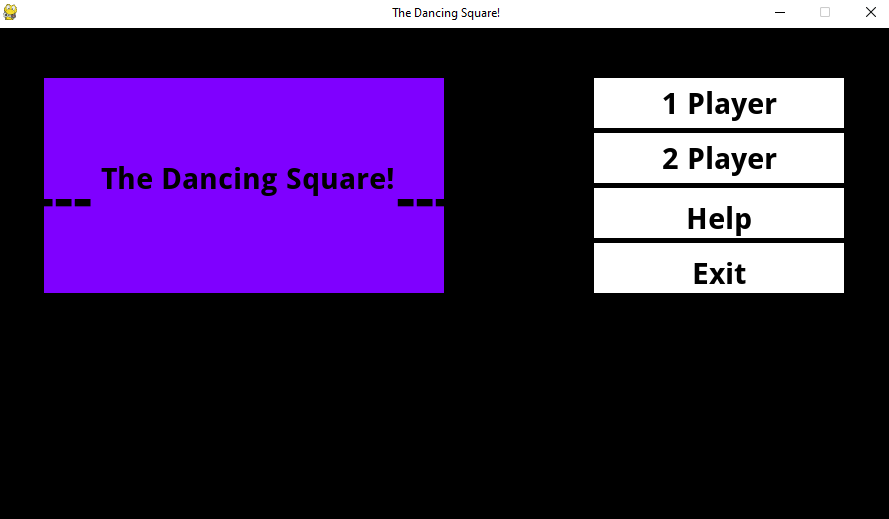 The Dancing Square!
--- The Dancing Square! ---
1 Player
2 Player
Help
Exit